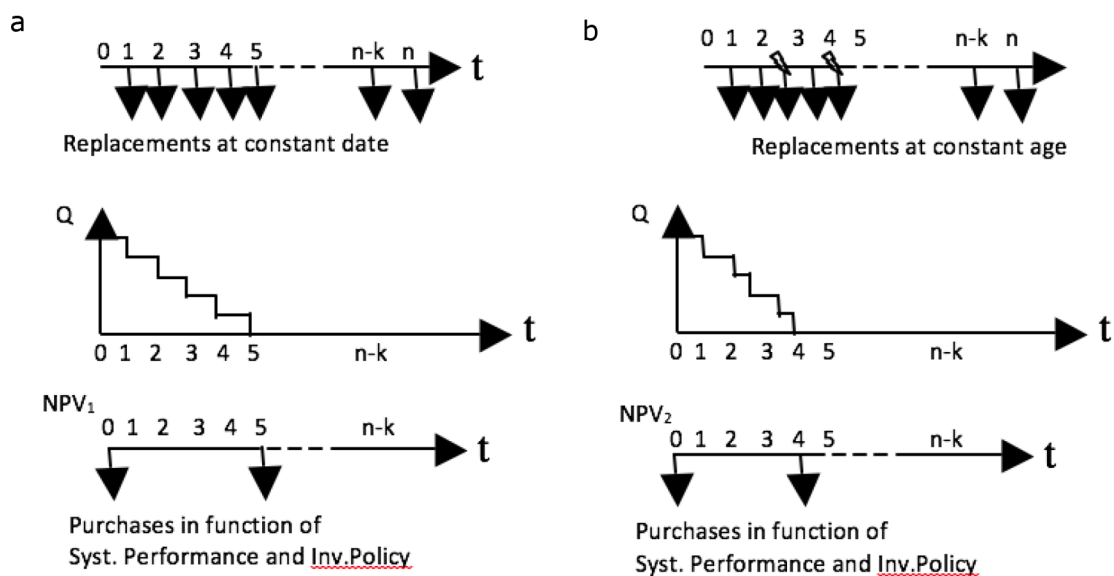 a
0 1 2 3 4 5 n-k n t
Replacements at constant date
Q
t
0 1 2 3 4 5 n-k
NPV₁
0 1 2 3 4 5 n-k
t
Purchases in function of
Syst. Performance and Inv.Policy
b
0 1 2 3 4 5 n-k n
Replacements at constant age
Q
t
0 1 2 3 4 5 n-k
NPV₂
0 1 2 3 4 5 n-k
t
Purchases in function of
Syst. Performance and Inv.Policy